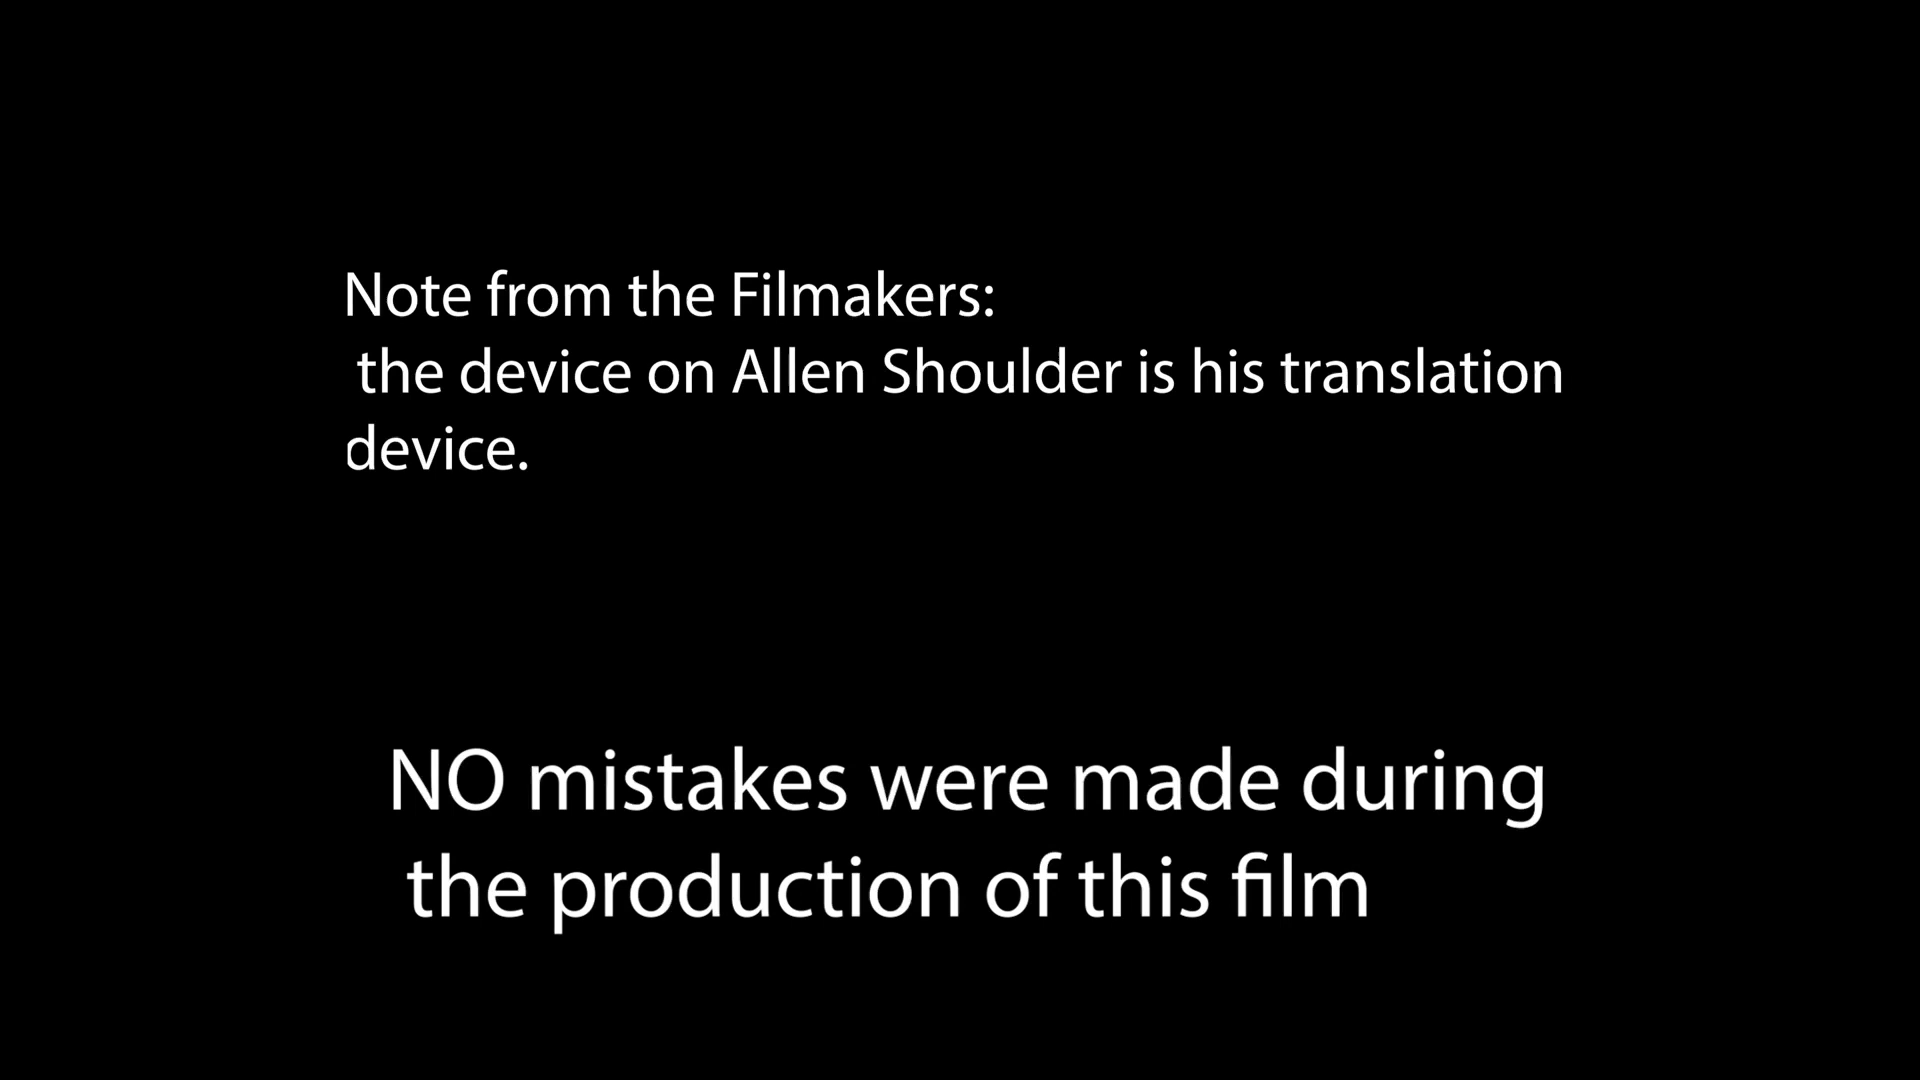 Note from the Filmakers:
the device on Allen Shoulder is his translation
device.
NO mistakes were made during
the production of this film